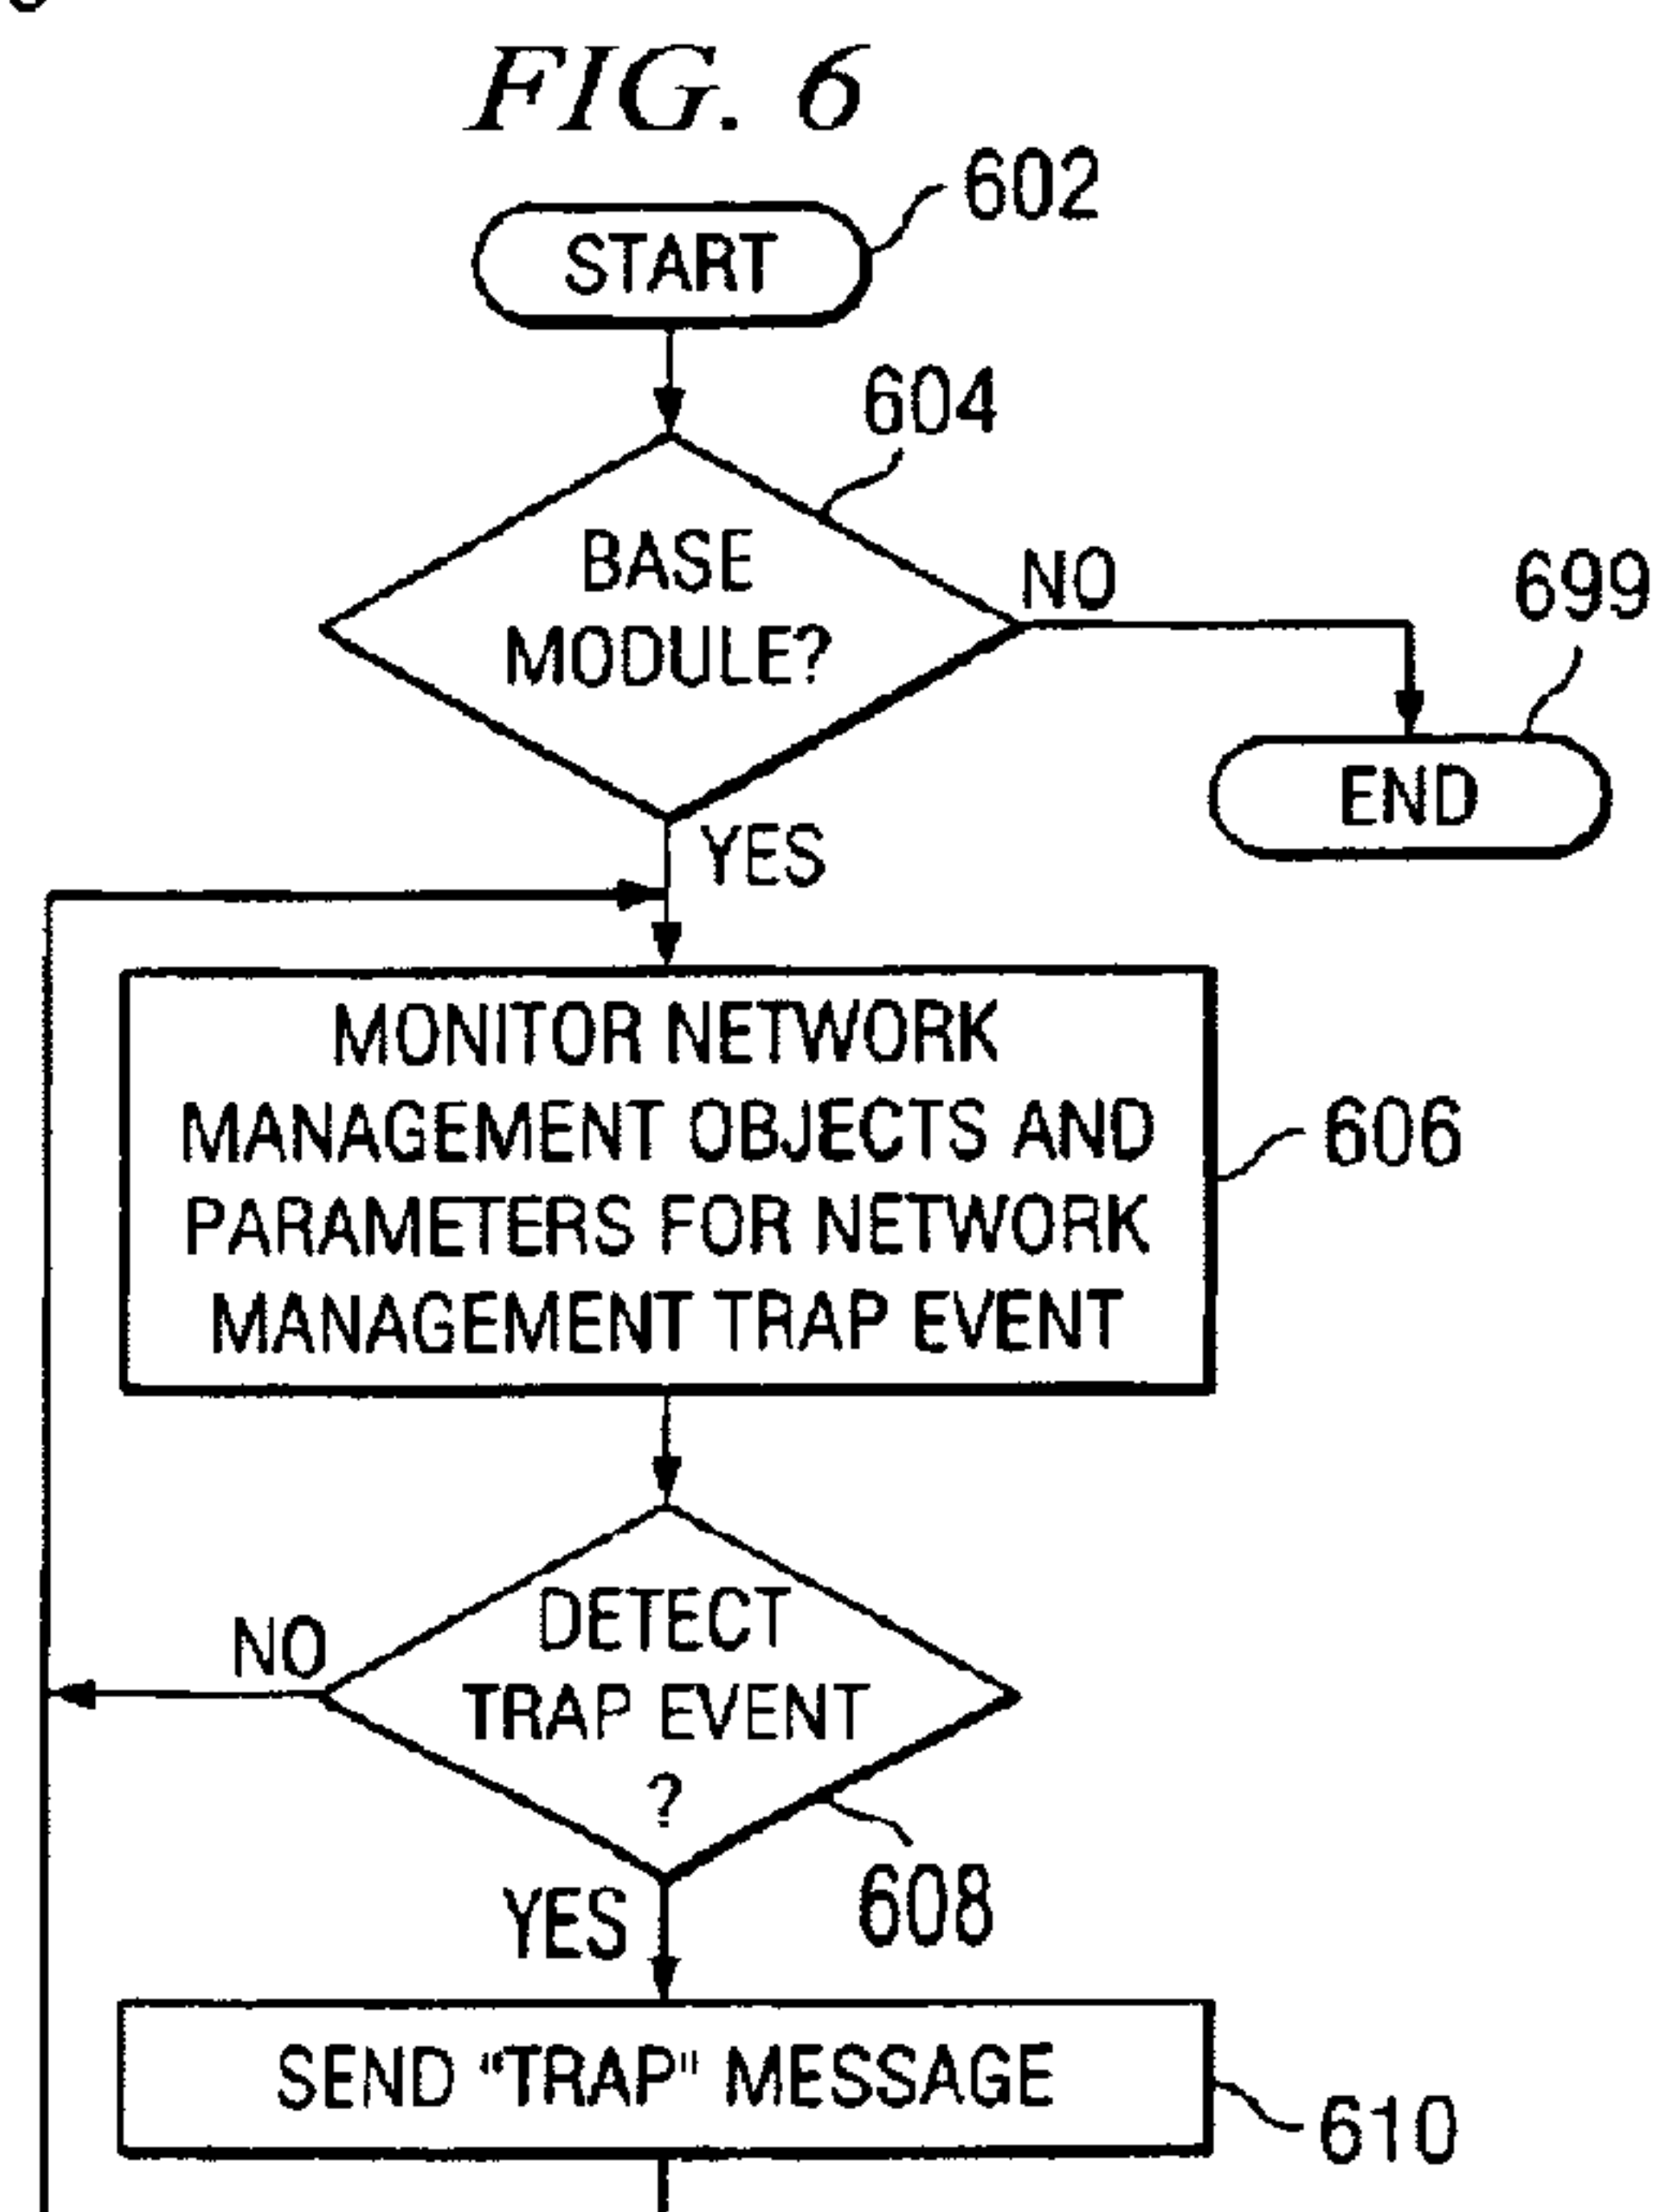 FIG. 6
602
START
604
BASE
MODULE?
NO
699
END
YES
MONITOR NETWORK
MANAGEMENT OBJECTS AND
PARAMETERS FOR NETWORK
MANAGEMENT TRAP EVENT
606
DETECT
TRAP EVENT
?
NO
608
YES
SEND "TRAP" MESSAGE
610